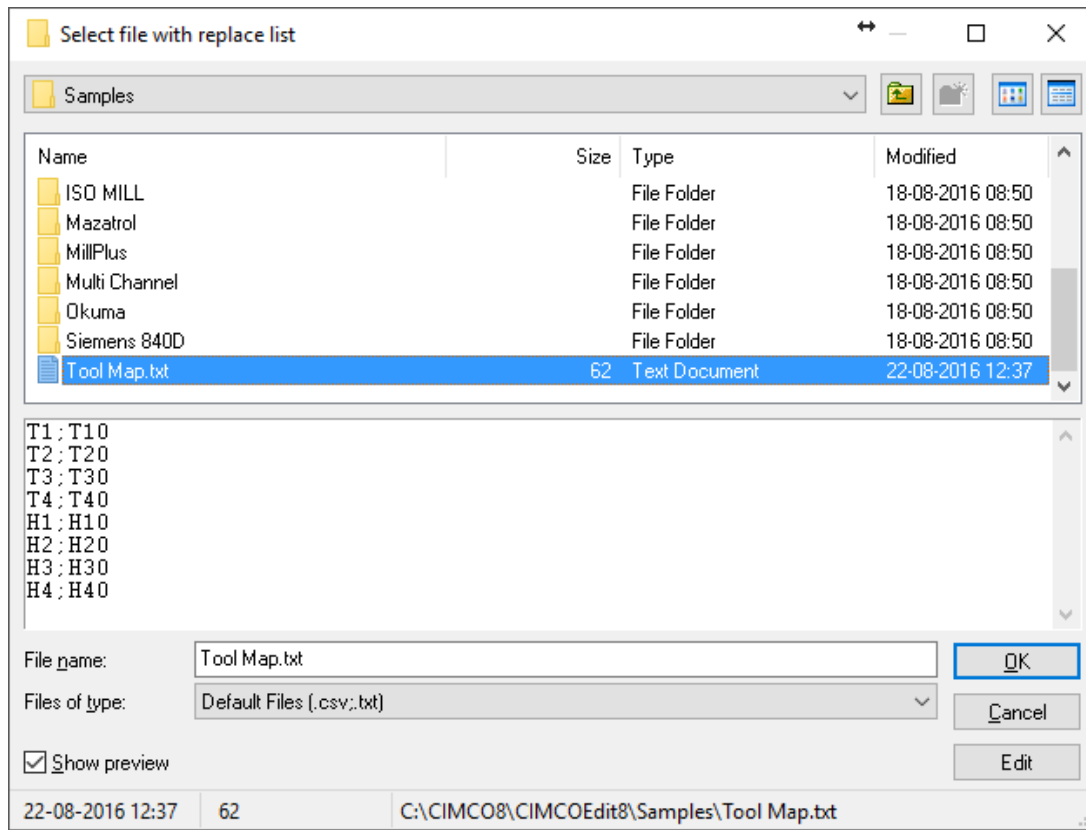 Select file with replace list
Samples
Name Size Type Modified
ISO MILL File Folder 18-08-2016 08:50
Mazatrol File Folder 18-08-2016 08:50
MillPlus File Folder 18-08-2016 08:50
Multi Channel File Folder 18-08-2016 08:50
Okuma File Folder 18-08-2016 08:50
Siemens 840D File Folder 18-08-2016 08:50
Tool Map.txt 62 Text Document 22-08-2016 12:37
T1;T10
T2;T20
T3;T30
T4;T40
H1;H10
H2;H20
H3;H30
H4;H40
File name: Tool Map.txt OK
Files of type: Default Files (.csv;.txt) Cancel
Show preview Edit
22-08-2016 12:37 62 C:\CIMCO8\CIMCOEdit8\Samples\Tool Map.txt